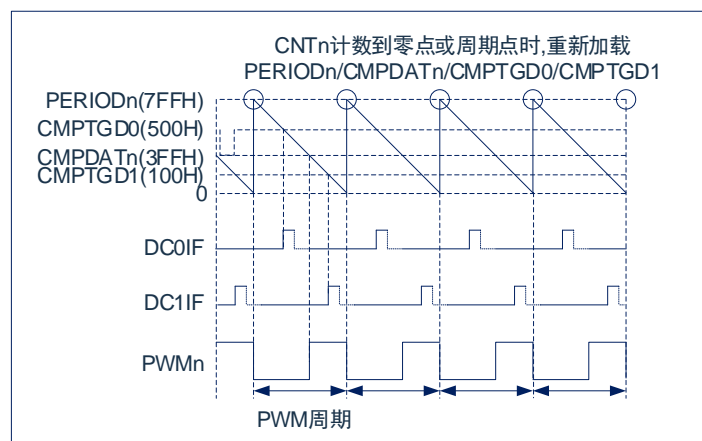 CNTn计数到零点或周期点时,重新加载
PERIODn/CMPDATn/CMPTGD0/CMPTGD1
PERIODn(7FFH)
CMPTGD0(500H)
CMPDATn(3FFH)
CMPTGD1(100H)
0
DC0IF
DC1IF
PWMn
PWM周期